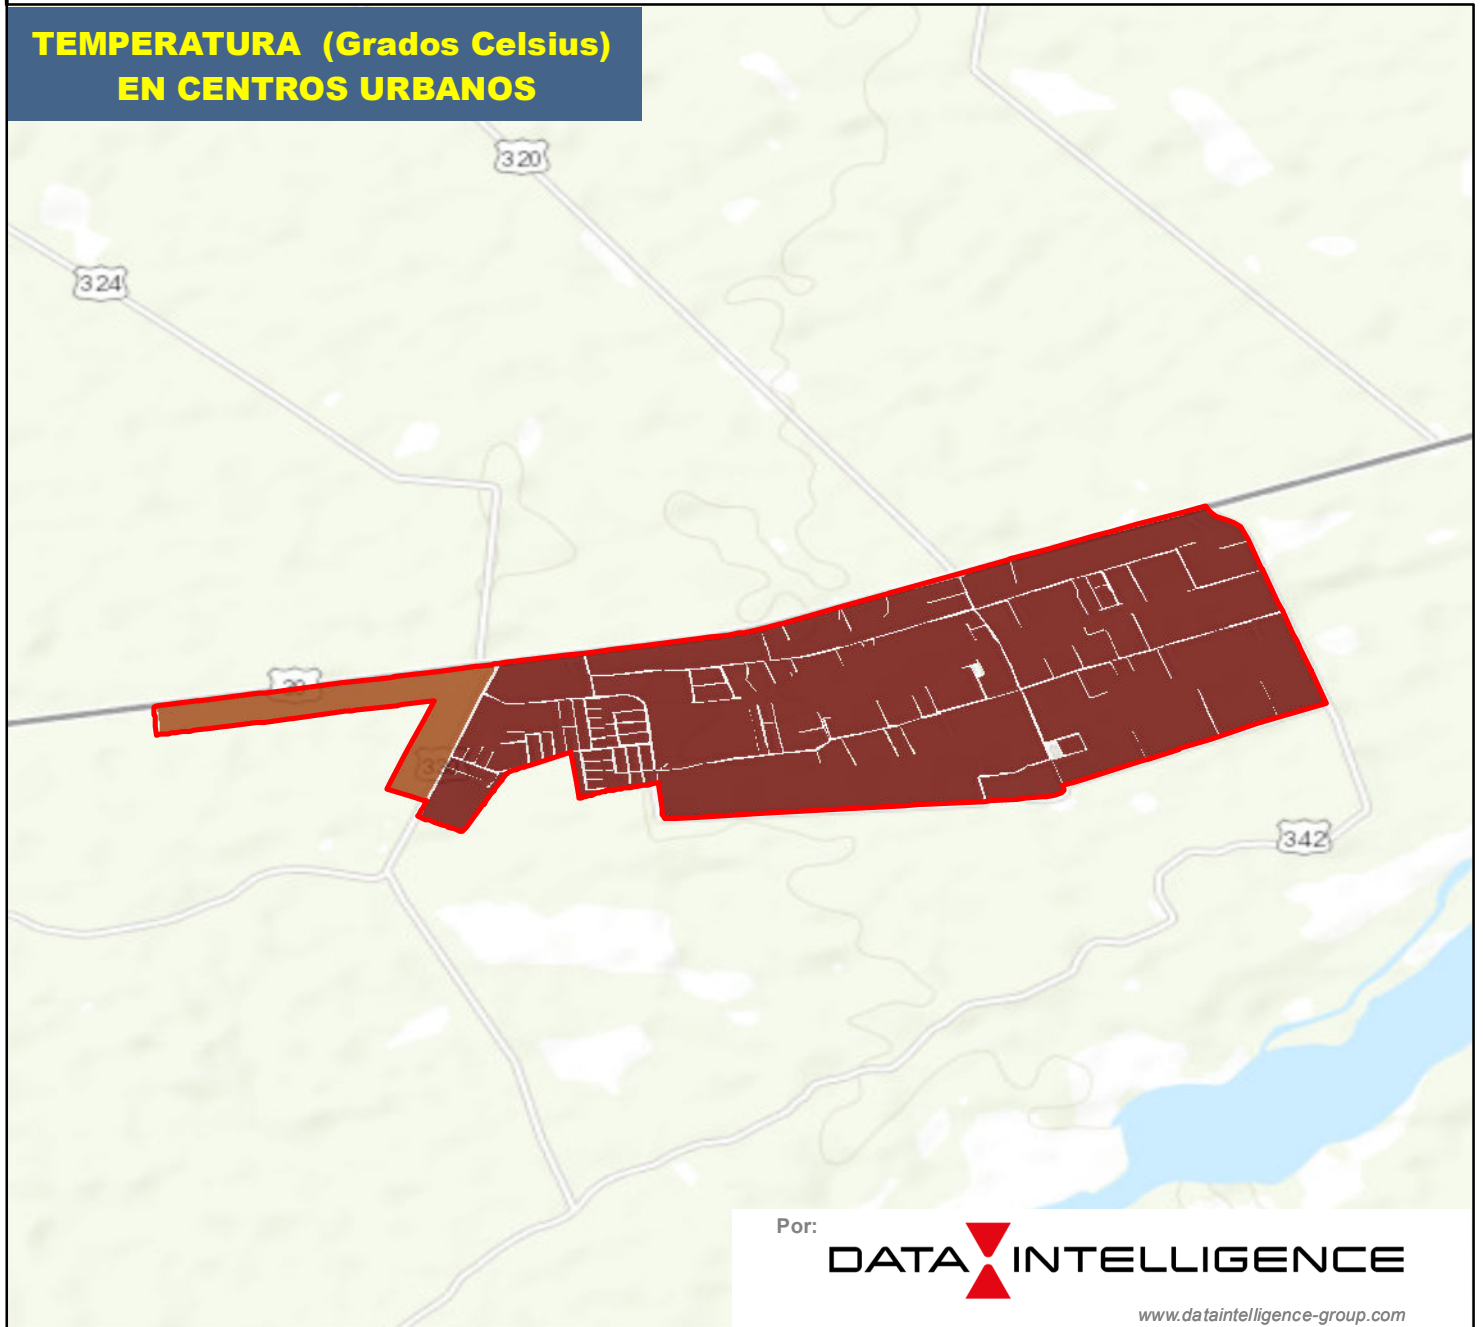 TEMPERATURA (Grados Celsius)
EN CENTROS URBANOS
320
324
342
Por:
DATA INTELLIGENCE
www.dataintelligence-group.com